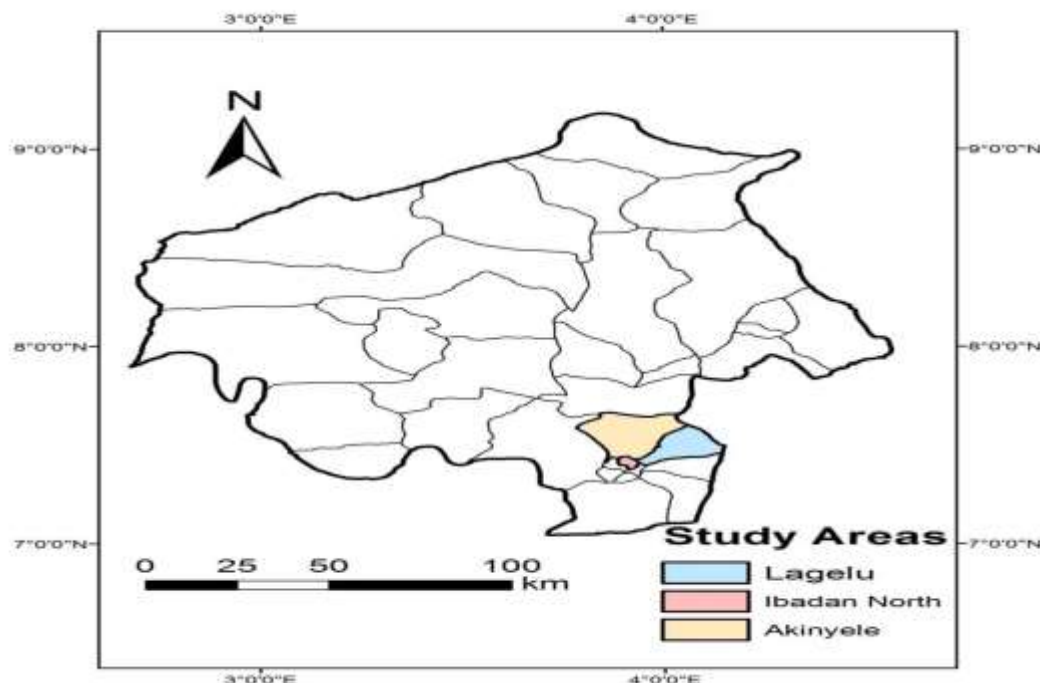 3°0'0"E 4°0'0"E
N
9°0'0"N 9°0'0"N
8°0'0"N 8°0'0"N
7°0'0"N 7°0'0"N
0 25 50 100
km
Study Areas
Lagelu
Ibadan North
Akinyele
3°0'0"E 4°0'0"E